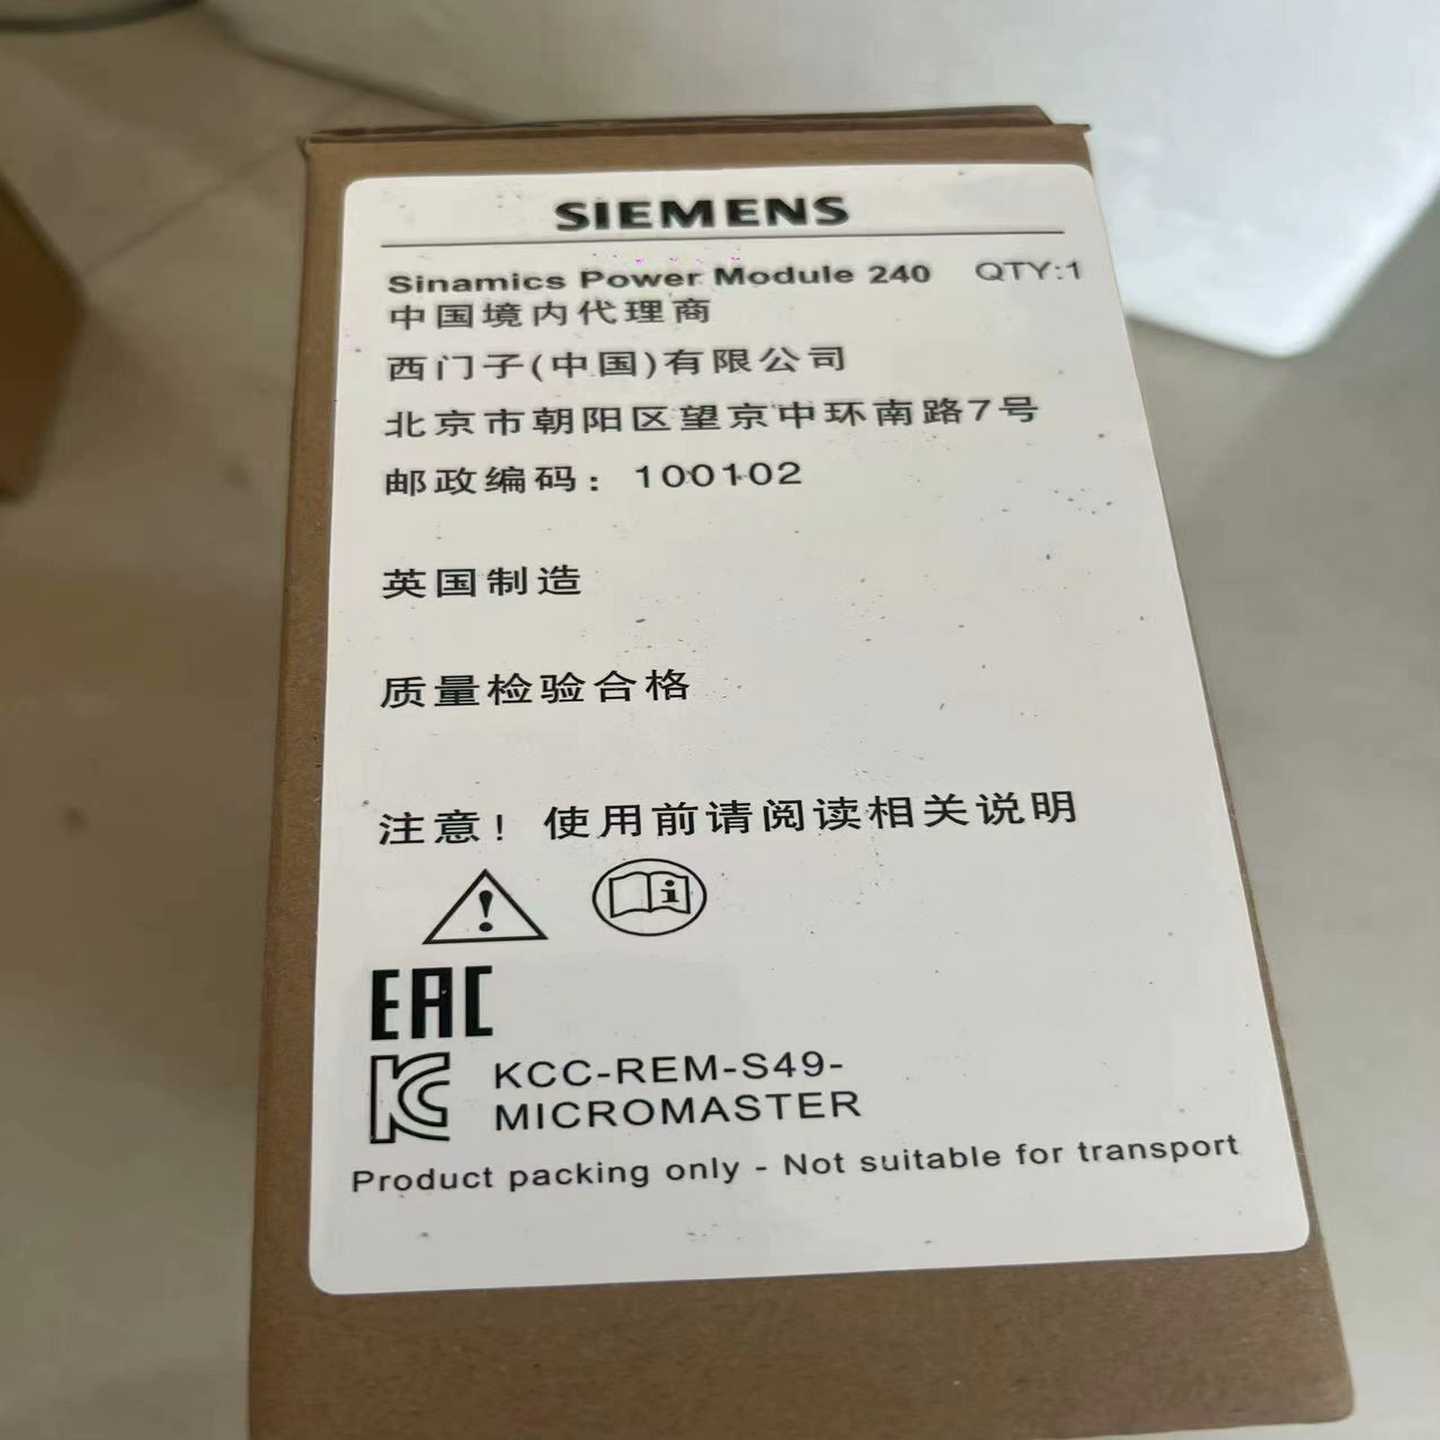 SIEMENS
Sinamics Power Module 240 QTY:1
中国境内代理商
西门子(中国)有限公司
北京市朝阳区望京中环南路7号
邮政编码：100102
英国制造
质量检验合格
注意！使用前请阅读相关说明
EAC
KC KCC-REM-S49-
MICROMASTER
Product packing only - Not suitable for transport